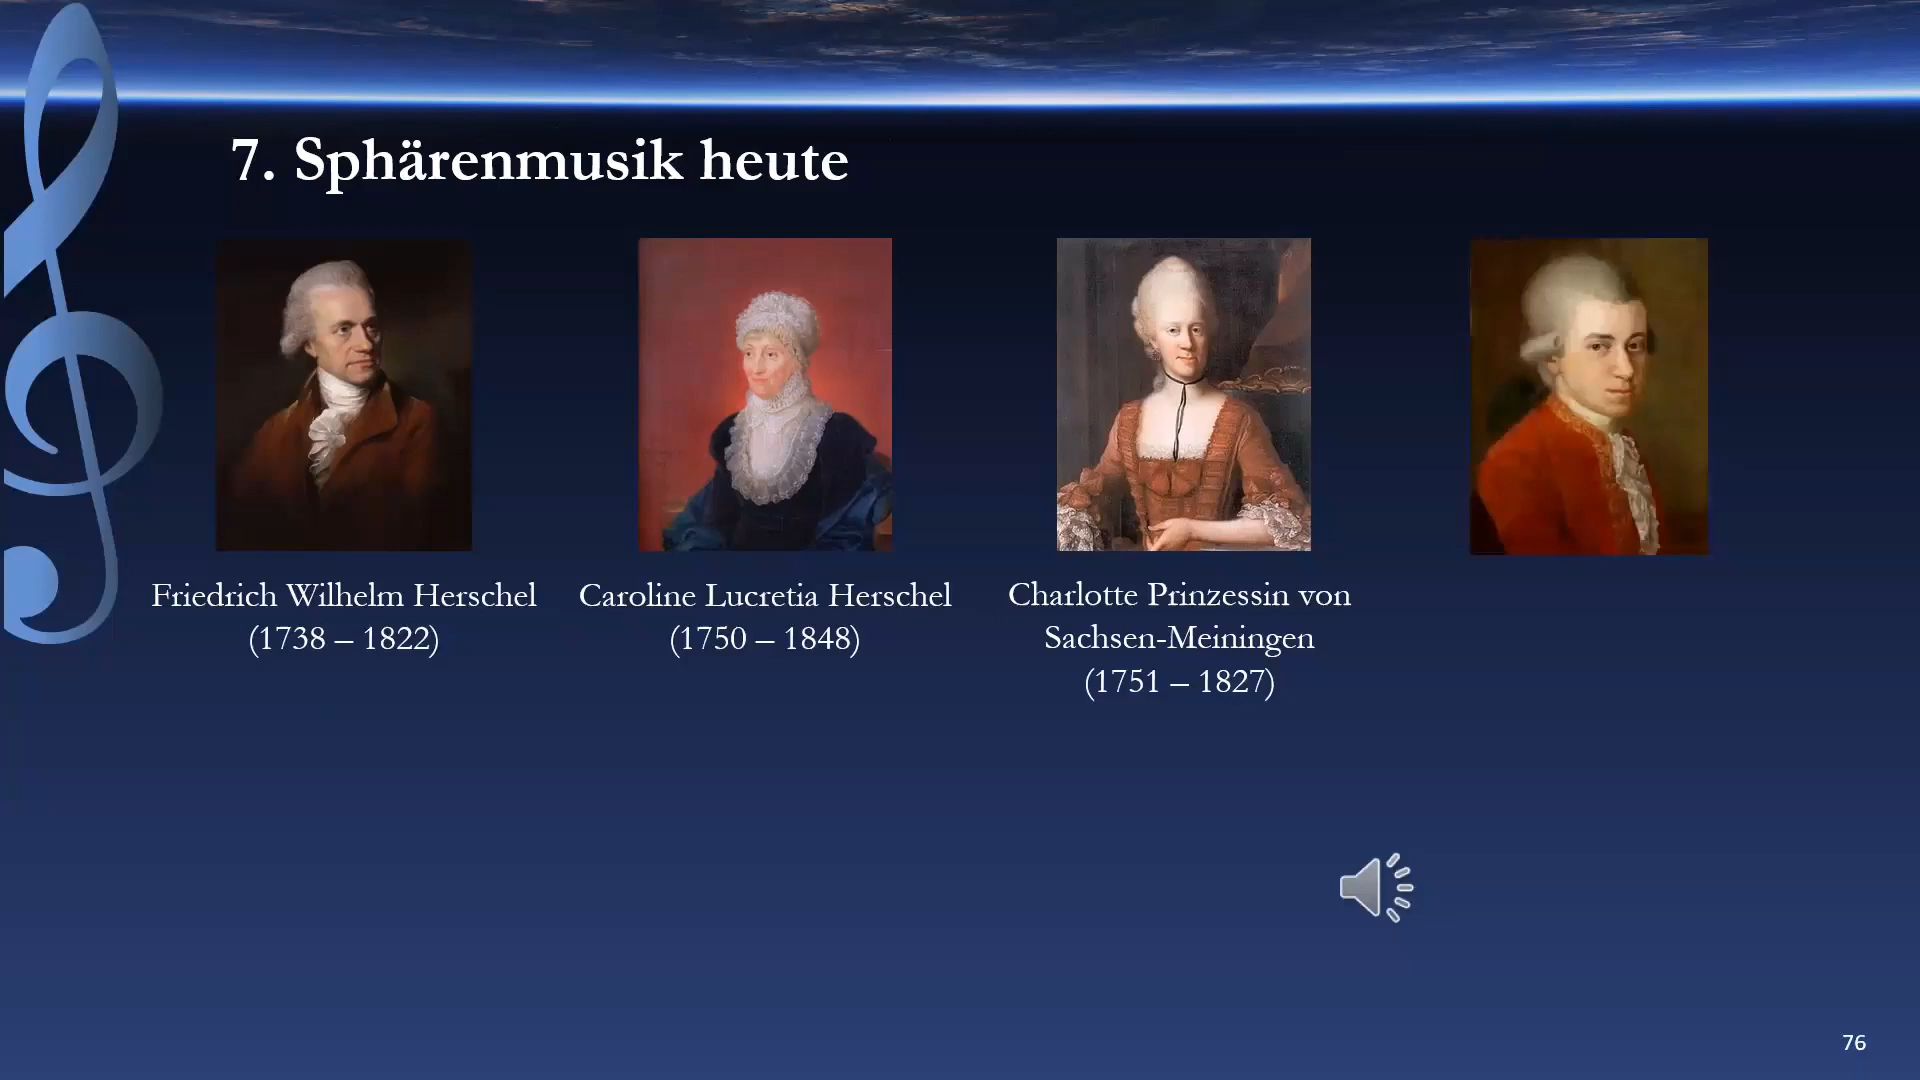 7. Sphärenmusik heute
Friedrich Wilhelm Herschel
(1738 – 1822)
Caroline Lucretia Herschel
(1750 – 1848)
Charlotte Prinzessin von
Sachsen-Meiningen
(1751 – 1827)
76